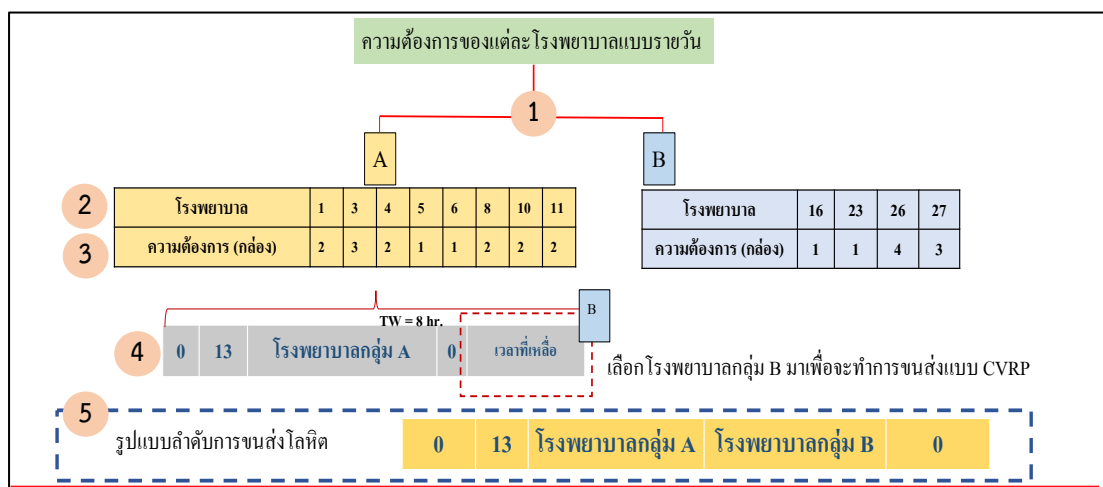 ความต้องการของแต่ละโรงพยาบาลแบบรายวัน
1
A
B
2
โรงพยาบาล 1 3 4 5 6 8 10 11
3
ความต้องการ (กล่อง) 2 3 2 1 1 2 2 2
โรงพยาบาล 16 23 26 27
ความต้องการ (กล่อง) 1 1 4 3
B
TW = 8 hr.
4
0 13 โรงพยาบาลกลุ่ม A 0 เวลาที่เหลือ
เลือกโรงพยาบาลกลุ่ม B มาเพื่อจะทำการขนส่งแบบ CVRP
5
รูปแบบลำดับการขนส่งโลหิต
0 13 โรงพยาบาลกลุ่ม A โรงพยาบาลกลุ่ม B 0